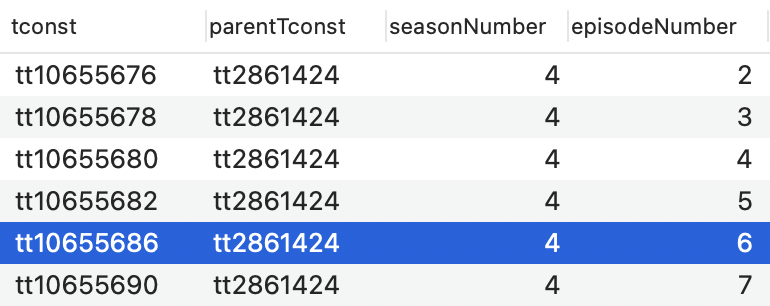 tconst parentTconst seasonNumber episodeNumber
tt10655676 tt2861424 4 2
tt10655678 tt2861424 4 3
tt10655680 tt2861424 4 4
tt10655682 tt2861424 4 5
tt10655686 tt2861424 4 6
tt10655690 tt2861424 4 7